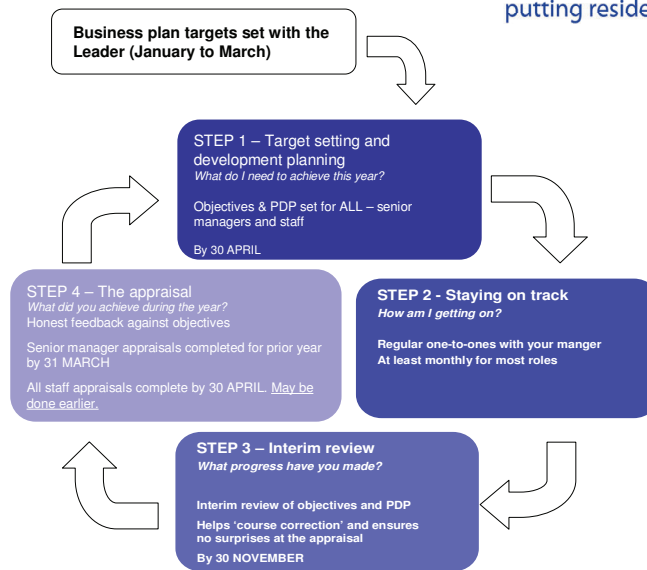 putting reside
Business plan targets set with the
Leader (January to March)
STEP 1 – Target setting and
development planning
What do I need to achieve this year?
Objectives & PDP set for ALL – senior
managers and staff
By 30 APRIL
STEP 2 - Staying on track
How am I getting on?
Regular one-to-ones with your manger
At least monthly for most roles
STEP 3 – Interim review
What progress have you made?
Interim review of objectives and PDP
Helps ‘course correction’ and ensures
no surprises at the appraisal
By 30 NOVEMBER
STEP 4 – The appraisal
What did you achieve during the year?
Honest feedback against objectives
Senior manager appraisals completed for prior year
by 31 MARCH
All staff appraisals complete by 30 APRIL. May be
done earlier.